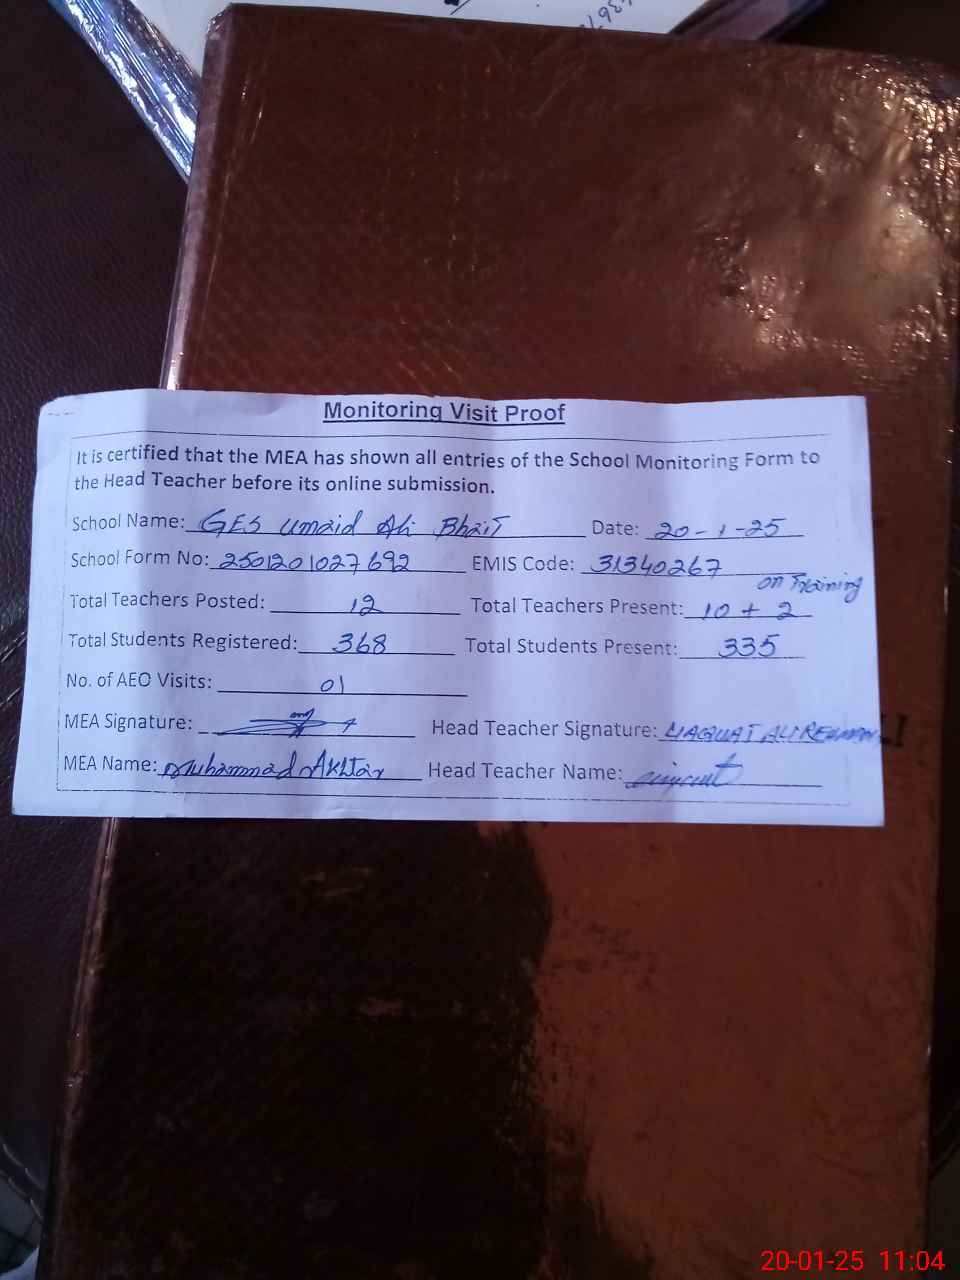 Monitoring Visit Proof
It is certified that the MEA has shown all entries of the School Monitoring Form to
the Head Teacher before its online submission.
School Name: GES Umaid Ali Bhait Date: 20-1-25
School Form No: 2501201027692 EMIS Code: 31340267
on Training
Total Teachers Posted: 12 Total Teachers Present: 10 + 2
Total Students Registered: 368 Total Students Present: 335
No. of AEO Visits: 01
MEA Signature: Head Teacher Signature: LIAQUAT ALI REHMANI
MEA Name: Muhammad Akhtar Head Teacher Name:
20-01-25 11:04